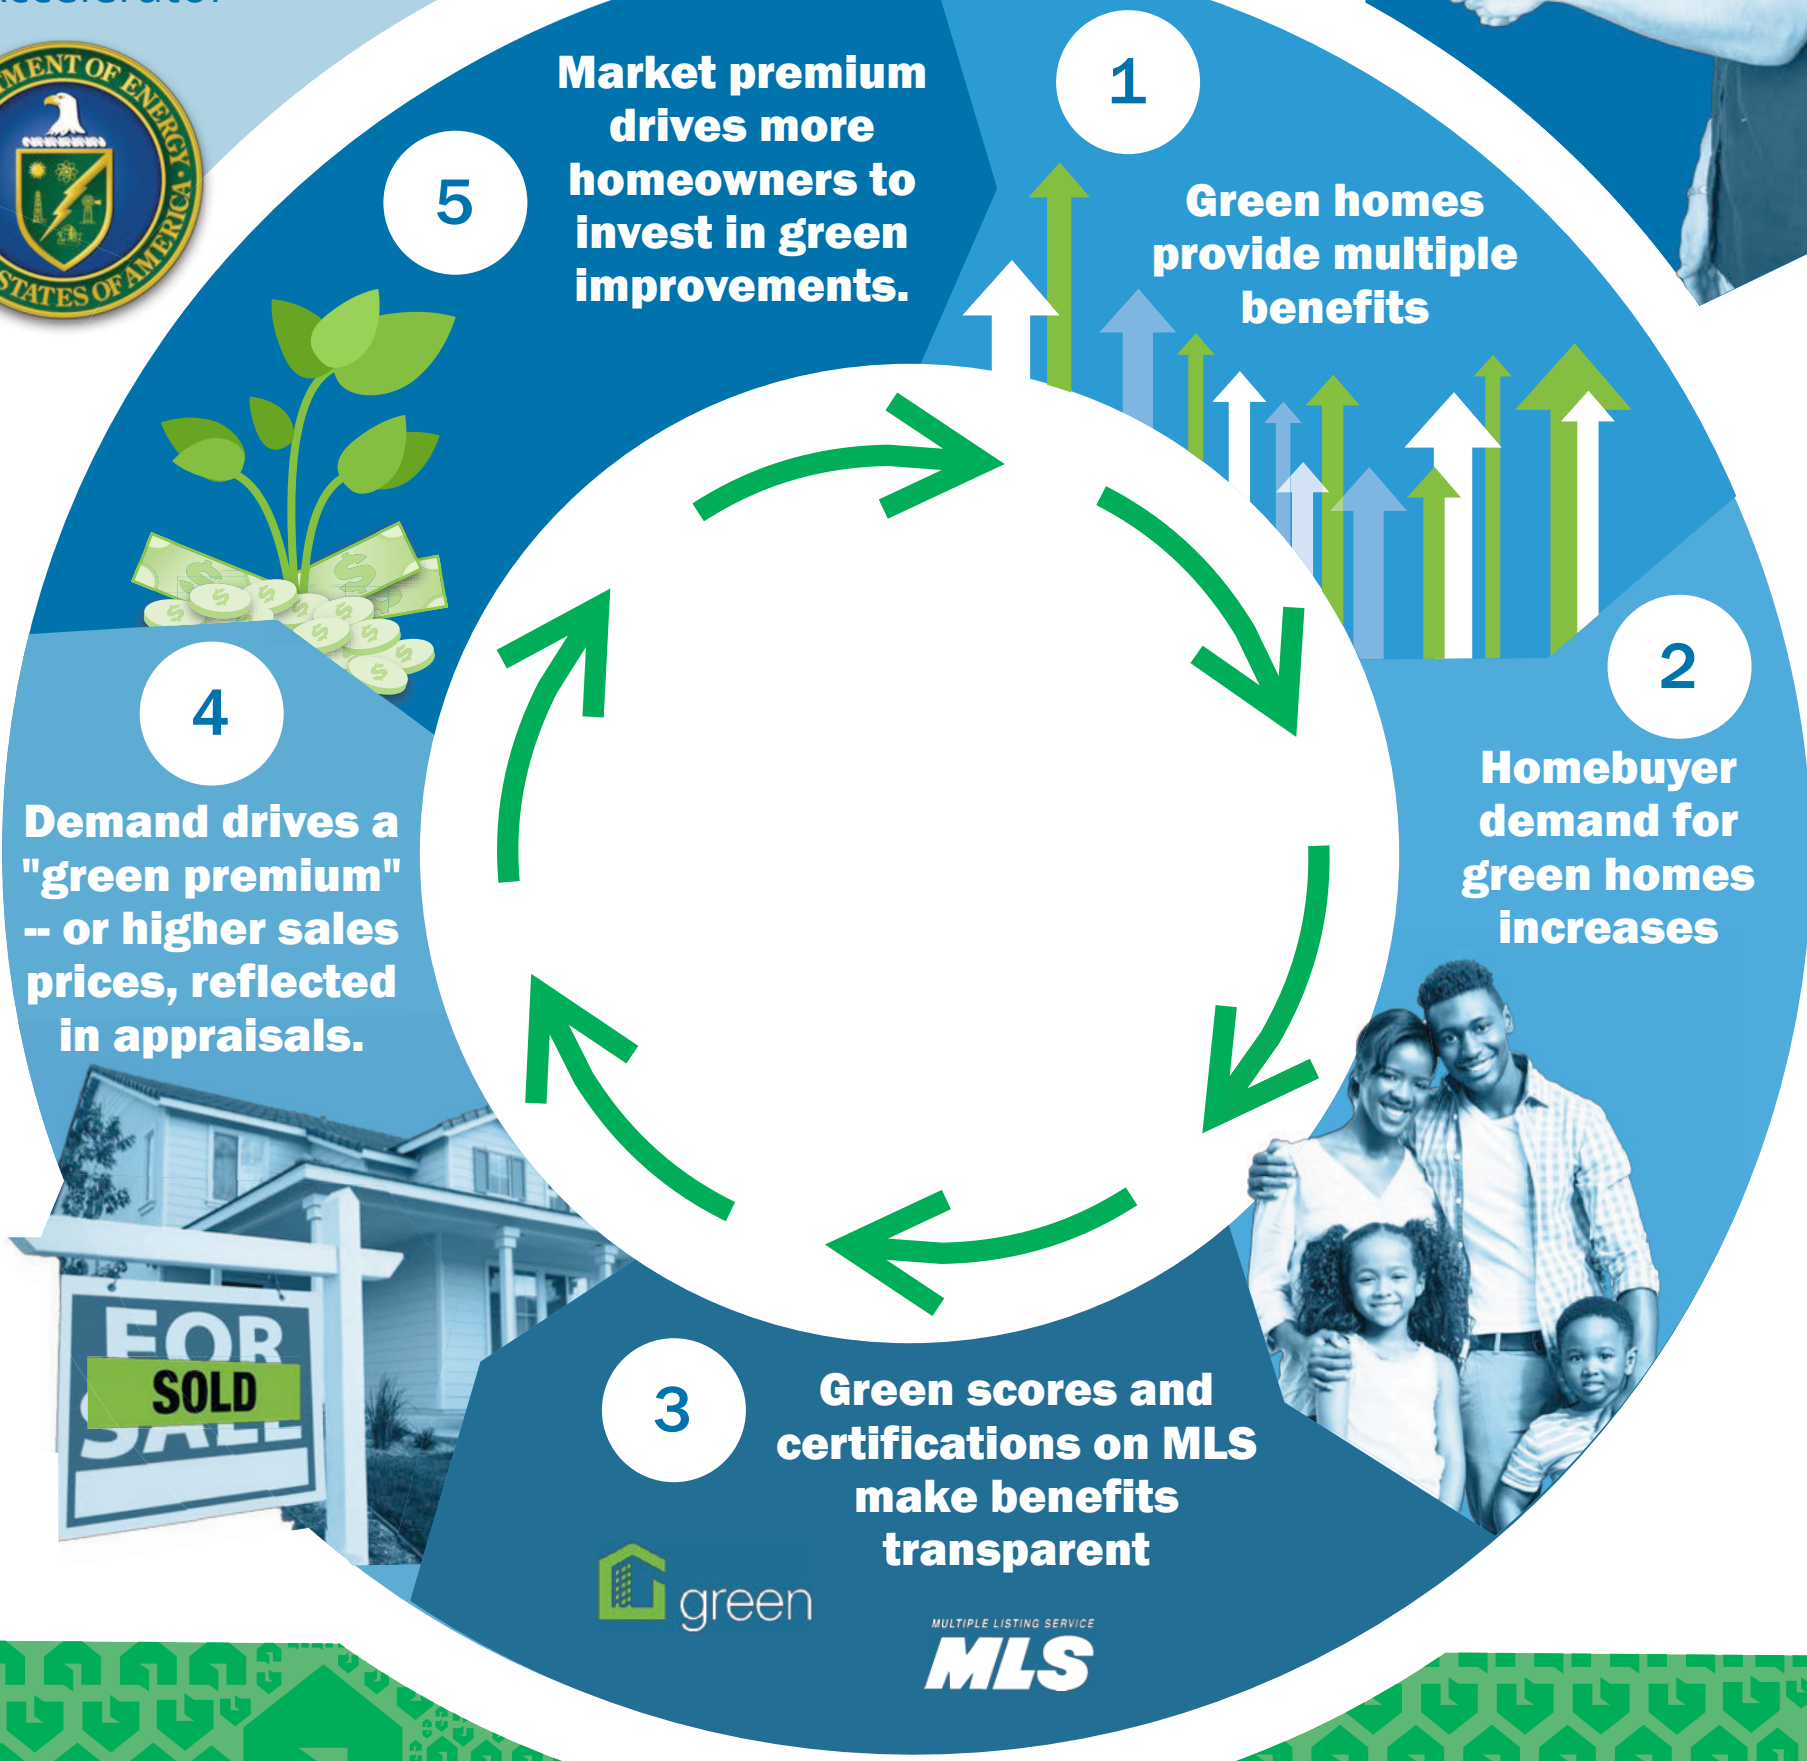 Accelerator
MENT OF ENERGY
STATES OF AMERICA
1
Green homes
provide multiple
benefits
2
Homebuyer
demand for
green homes
increases
3
Green scores and
certifications on MLS
make benefits
transparent
green
MULTIPLE LISTING SERVICE
MLS
4
Demand drives a
"green premium"
-- or higher sales
prices, reflected
in appraisals.
FOR
SALE
SOLD
5
Market premium
drives more
homeowners to
invest in green
improvements.